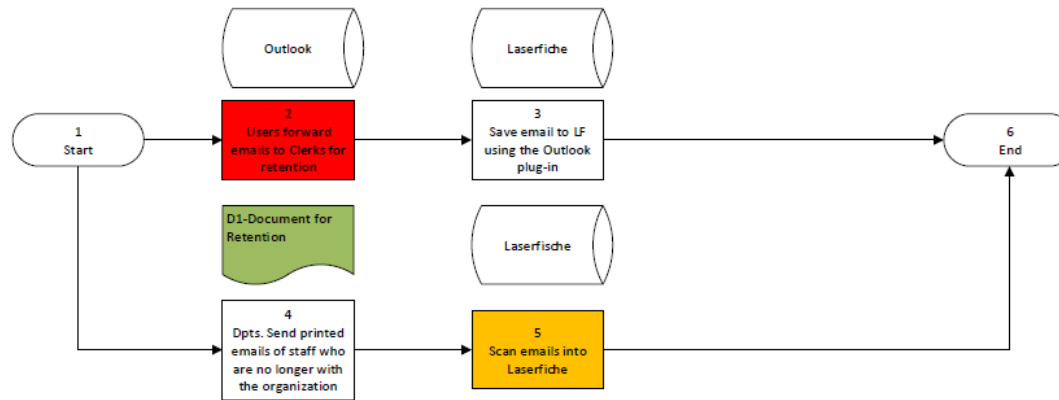 Outlook
Laserfiche
1
Start
2
Users forward
emails to Clerks for
retention
3
Save email to LF
using the Outlook
plug-in
6
End
D1-Document for
Retention
Laserfische
4
Dpts. Send printed
emails of staff who
are no longer with
the organization
5
Scan emails into
Laserfiche